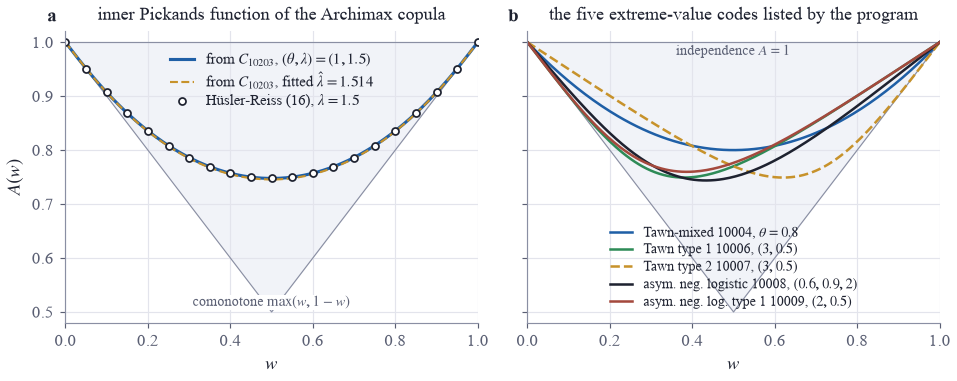 a inner Pickands function of the Archimax copula
from C₁₀₂₀₃, (θ, λ) = (1, 1.5)
from C₁₀₂₀₃, fitted λ̂ = 1.514
Hüsler-Reiss (16), λ = 1.5
comonotone max(w, 1 − w)
A(w)
1.0
0.9
0.8
0.7
0.6
0.5
0.0 0.2 0.4 0.6 0.8 1.0
w
b the five extreme-value codes listed by the program
independence A = 1
Tawn-mixed 10004, θ = 0.8
Tawn type 1 10006, (3, 0.5)
Tawn type 2 10007, (3, 0.5)
asym. neg. logistic 10008, (0.6, 0.9, 2)
asym. neg. log. type 1 10009, (2, 0.5)
0.0 0.2 0.4 0.6 0.8 1.0
w